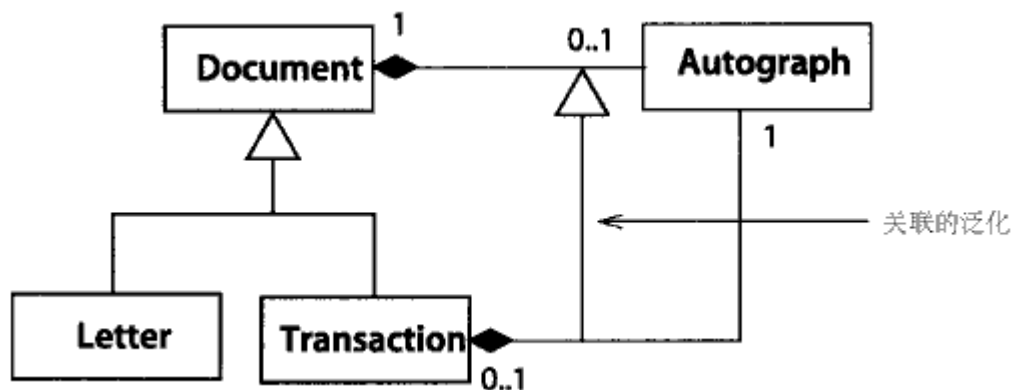 1
0..1
Document
Autograph
1
关联的泛化
Letter
Transaction
0..1